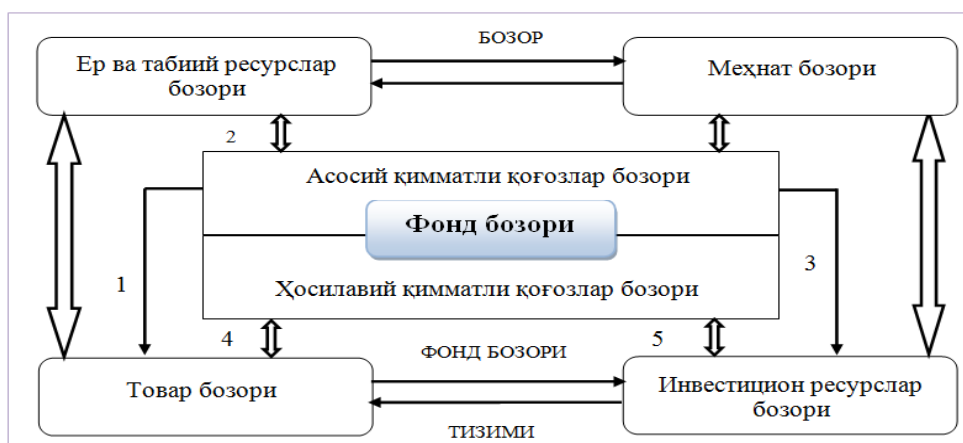 БОЗОР
Ер ва табиий ресурслар
бозори
Меҳнат бозори
2
Асосий қимматли қоғозлар бозори
Фонд бозори
1
3
Ҳосилавий қимматли қоғозлар бозори
4
5
ФОНД БОЗОРИ
Товар бозори
Инвестицион ресурслар
бозори
ТИЗИМИ